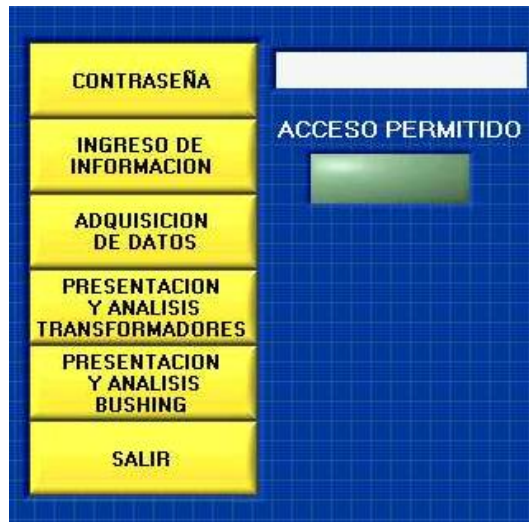 CONTRASEÑA
ACCESO PERMITIDO
INGRESO DE
INFORMACION
ADQUISICION
DE DATOS
PRESENTACION
Y ANALISIS
TRANSFORMADORES
PRESENTACION
Y ANALISIS
BUSHING
SALIR